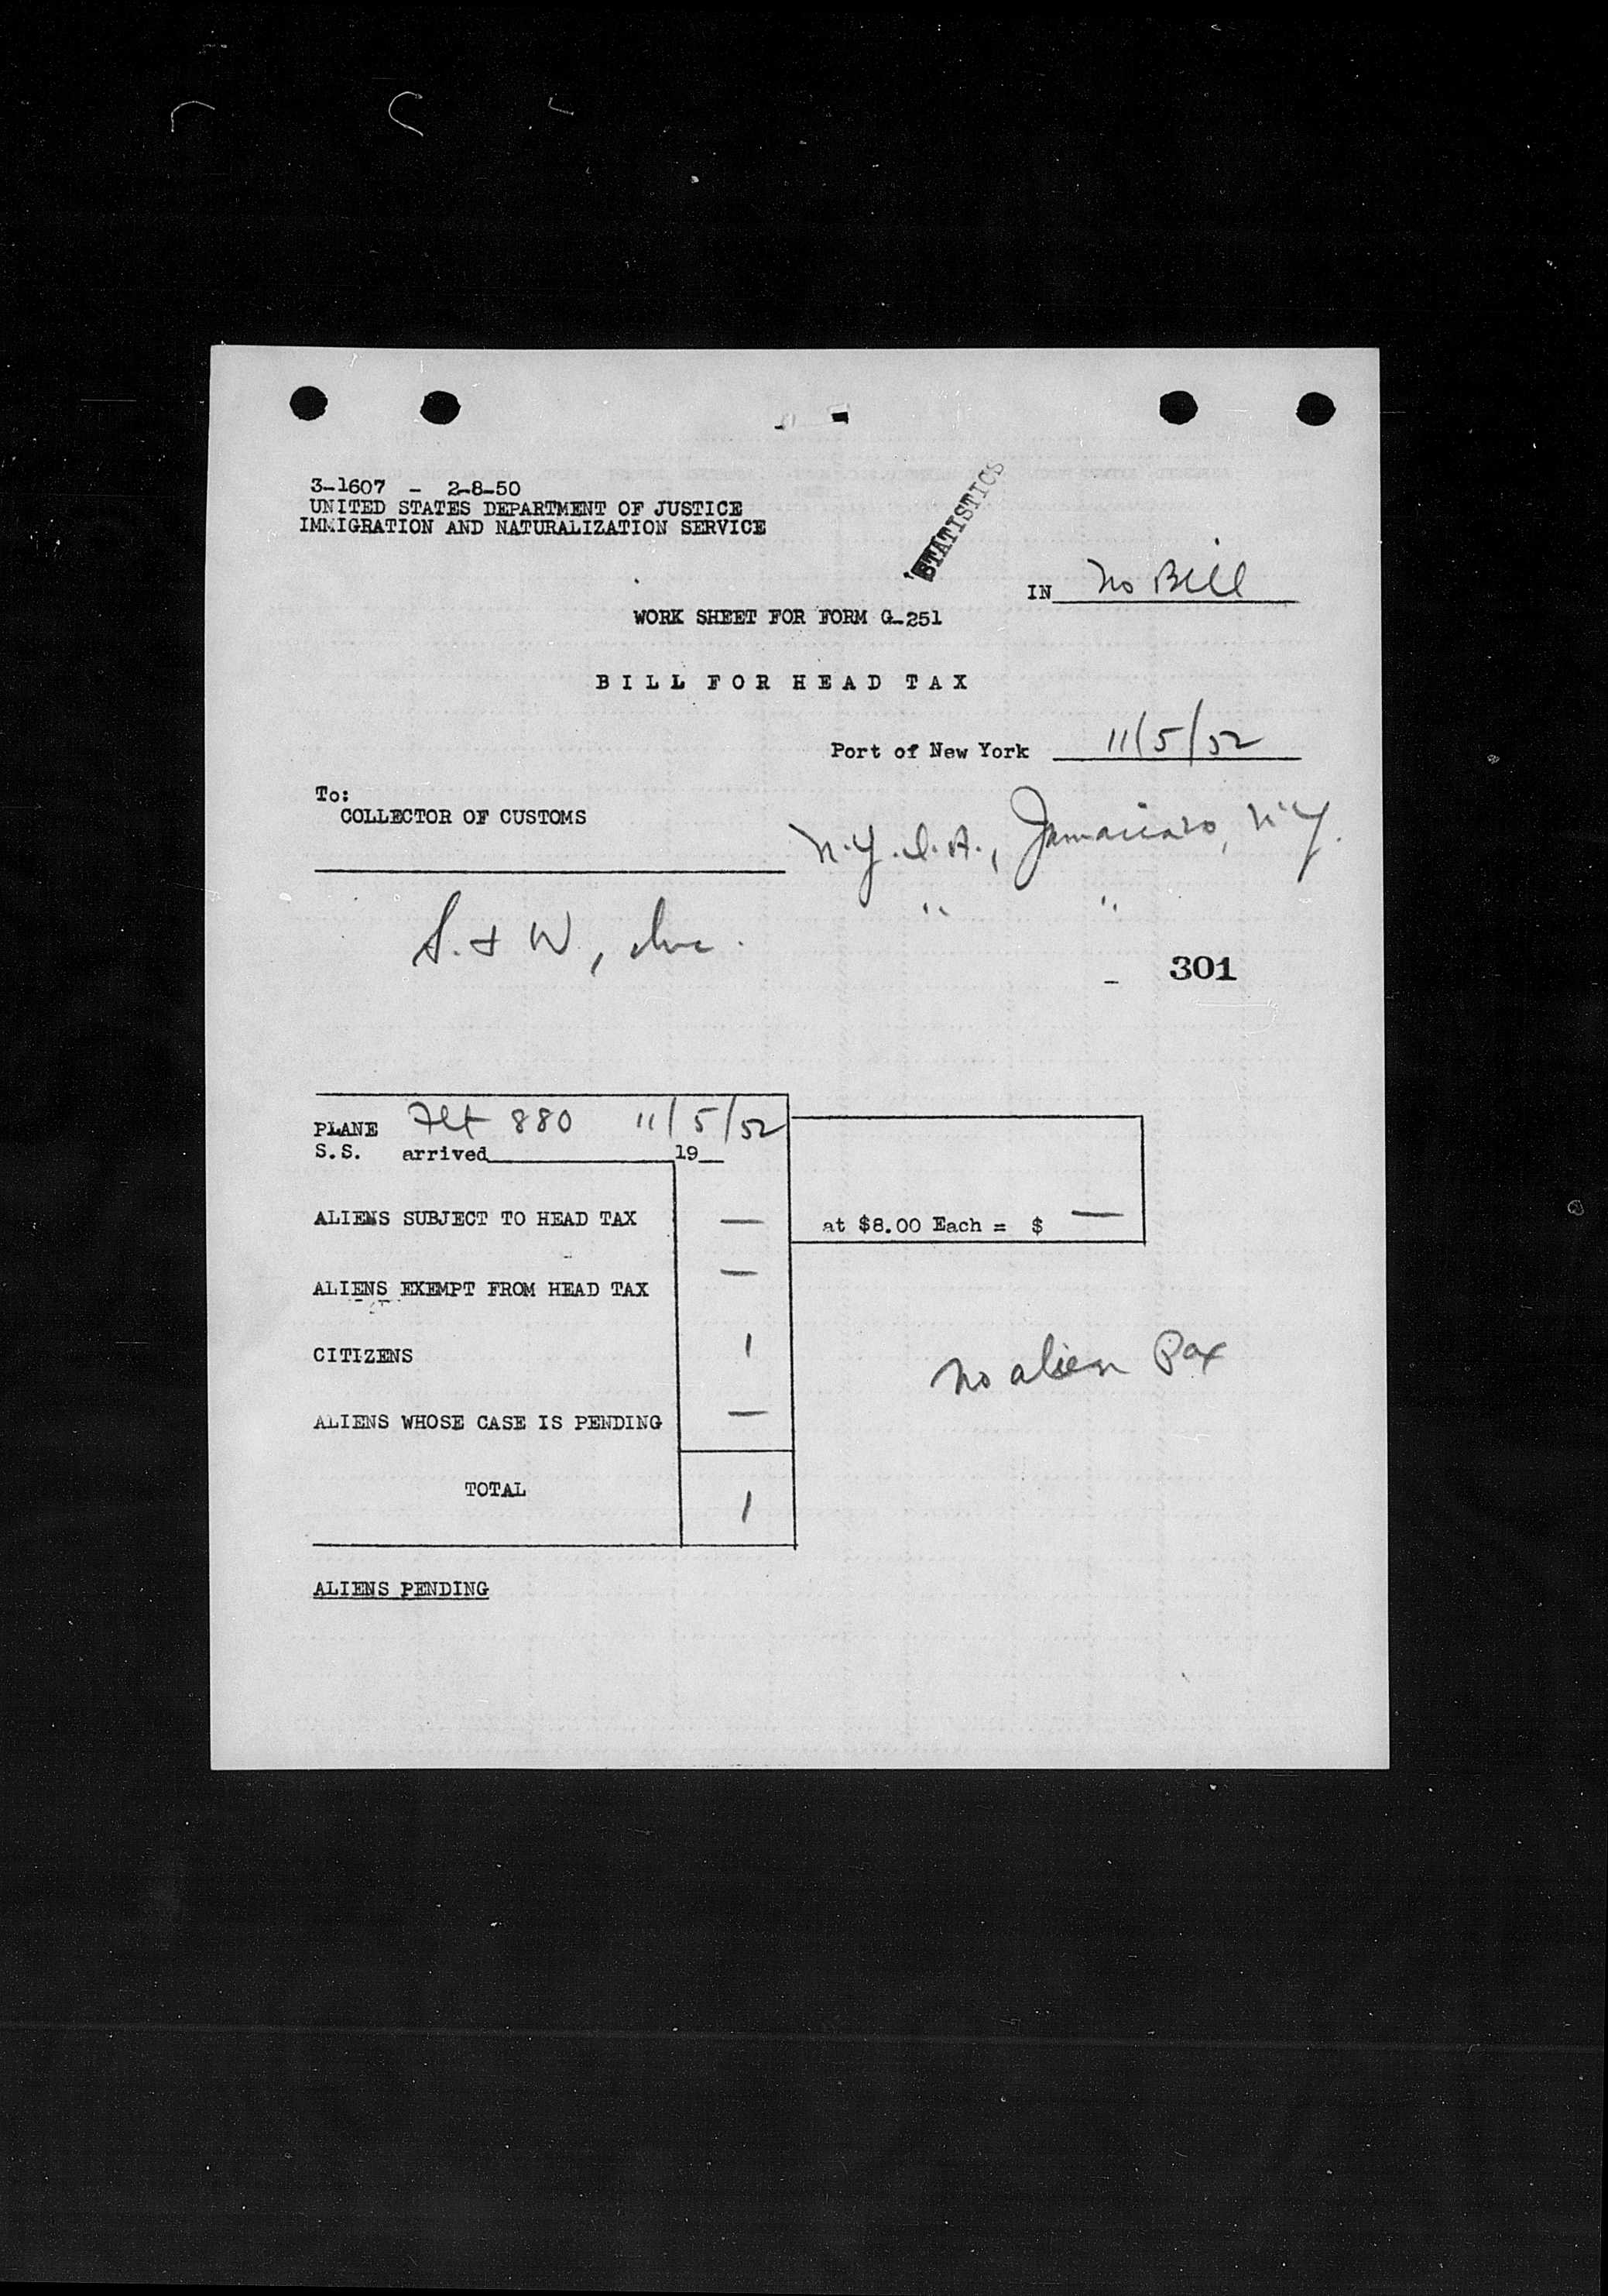 3-1607 - 2-8-50
UNITED STATES DEPARTMENT OF JUSTICE
IMMIGRATION AND NATURALIZATION SERVICE
STATISTICS
IN No Bill
WORK SHEET FOR FORM G-251
BILL FOR HEAD TAX
Port of New York 11/5/52
To:
COLLECTOR OF CUSTOMS
N.Y.I.A., Jamaica, N.Y.
" "
S. & W, Inc.
- 301
PLANE Flt 880 11/5/52
S.S. arrived 19
ALIENS SUBJECT TO HEAD TAX —
at $8.00 Each = $ —
ALIENS EXEMPT FROM HEAD TAX —
CITIZENS 1
No alien Pax
ALIENS WHOSE CASE IS PENDING —
TOTAL 1
ALIENS PENDING